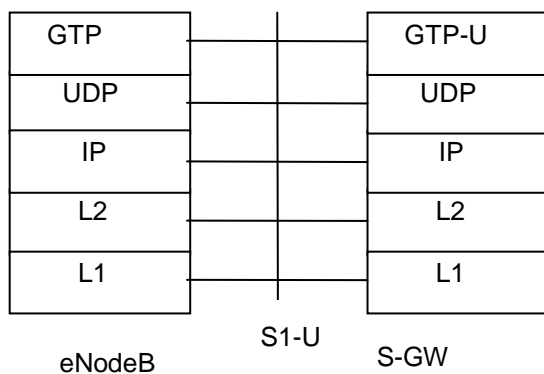 GTP GTP-U
UDP UDP
IP IP
L2 L2
L1 L1
S1-U
eNodeB S-GW